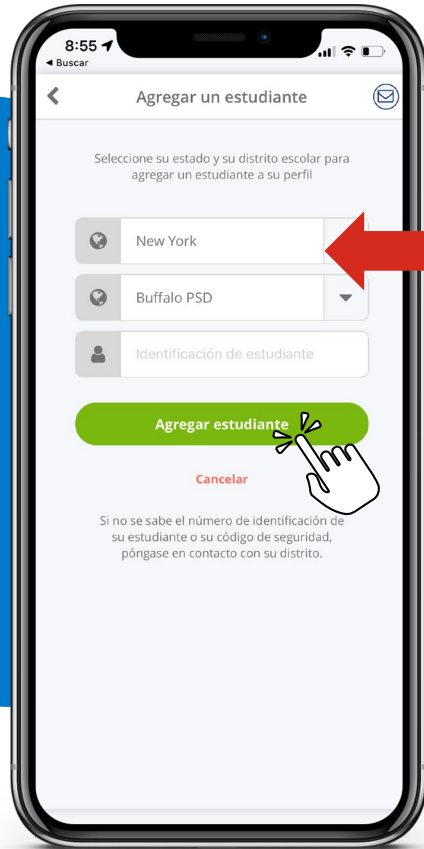 8:55
◀ Buscar
Agregar un estudiante
Seleccione su estado y su distrito escolar para
agregar un estudiante a su perfil
New York
Buffalo PSD
Identificación de estudiante
Agregar estudiante
Cancelar
Si no se sabe el número de identificación de
su estudiante o su código de seguridad,
póngase en contacto con su distrito.